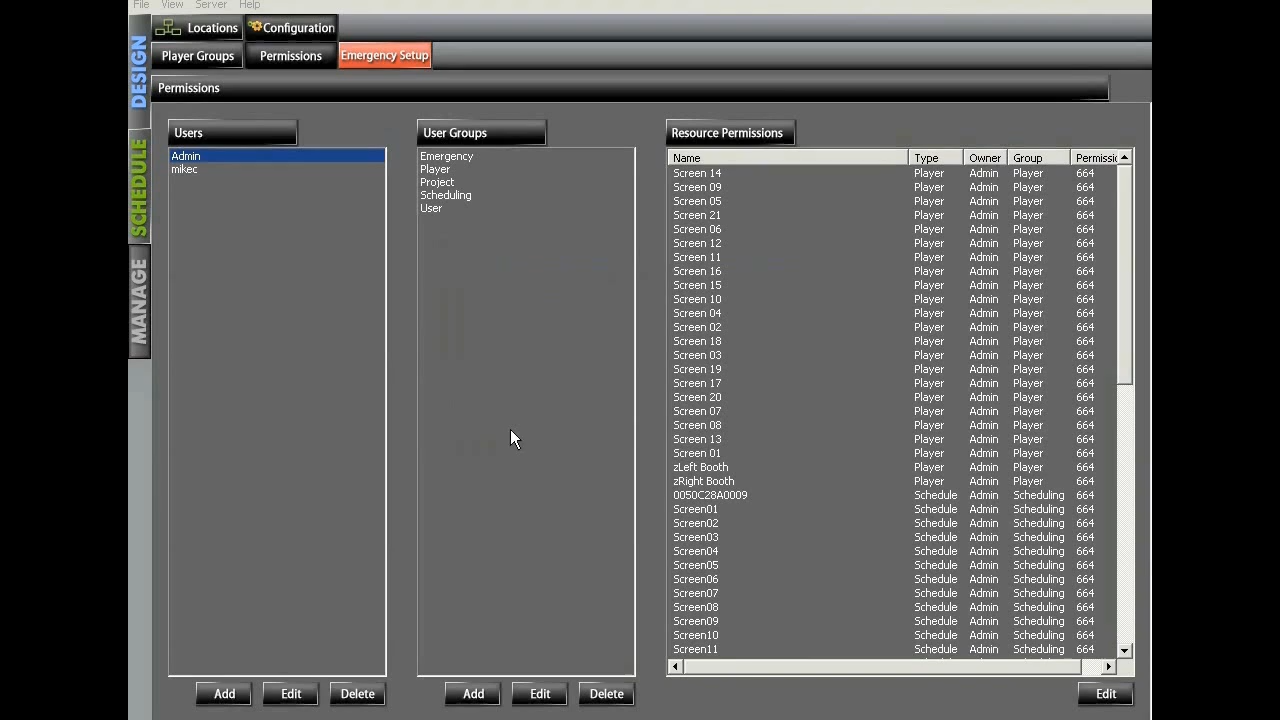 File View Server Help
Locations Configuration
Player Groups Permissions Emergency Setup
Permissions
DESIGN
SCHEDULE
MANAGE
Users
Admin
mikec
Add Edit Delete
User Groups
Emergency
Player
Project
Scheduling
User
Add Edit Delete
Resource Permissions
Name Type Owner Group Permissic
Screen 14 Player Admin Player 664
Screen 09 Player Admin Player 664
Screen 05 Player Admin Player 664
Screen 21 Player Admin Player 664
Screen 06 Player Admin Player 664
Screen 12 Player Admin Player 664
Screen 11 Player Admin Player 664
Screen 16 Player Admin Player 664
Screen 15 Player Admin Player 664
Screen 10 Player Admin Player 664
Screen 04 Player Admin Player 664
Screen 02 Player Admin Player 664
Screen 18 Player Admin Player 664
Screen 03 Player Admin Player 664
Screen 19 Player Admin Player 664
Screen 17 Player Admin Player 664
Screen 20 Player Admin Player 664
Screen 07 Player Admin Player 664
Screen 08 Player Admin Player 664
Screen 13 Player Admin Player 664
Screen 01 Player Admin Player 664
zLeft Booth Player Admin Player 664
zRight Booth Player Admin Player 664
0050C28A0009 Schedule Admin Scheduling 664
Screen01 Schedule Admin Scheduling 664
Screen02 Schedule Admin Scheduling 664
Screen03 Schedule Admin Scheduling 664
Screen04 Schedule Admin Scheduling 664
Screen05 Schedule Admin Scheduling 664
Screen06 Schedule Admin Scheduling 664
Screen07 Schedule Admin Scheduling 664
Screen08 Schedule Admin Scheduling 664
Screen09 Schedule Admin Scheduling 664
Screen10 Schedule Admin Scheduling 664
Screen11 Schedule Admin Scheduling 664
Edit